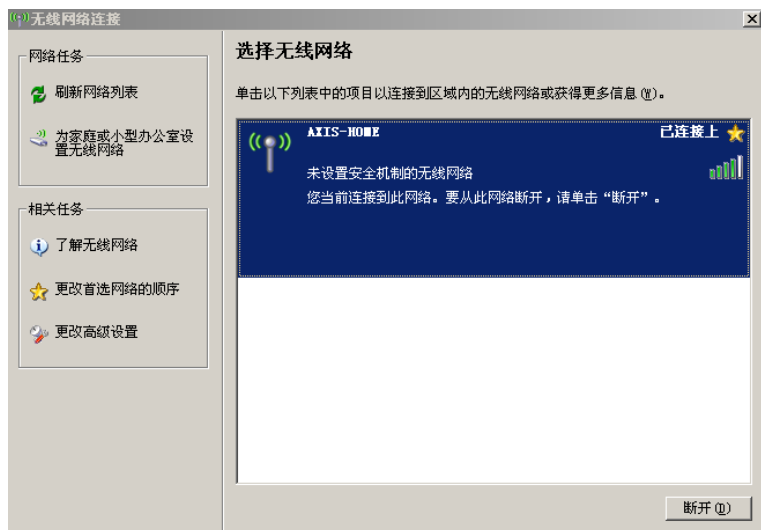 无线网络连接
网络任务
刷新网络列表
为家庭或小型办公室设
置无线网络
相关任务
了解无线网络
更改首选网络的顺序
更改高级设置
选择无线网络
单击以下列表中的项目以连接到区域内的无线网络或获得更多信息(W)。
AXIS-HOME
已连接上
未设置安全机制的无线网络
您当前连接到此网络。要从此网络断开，请单击“断开”。
断开(D)